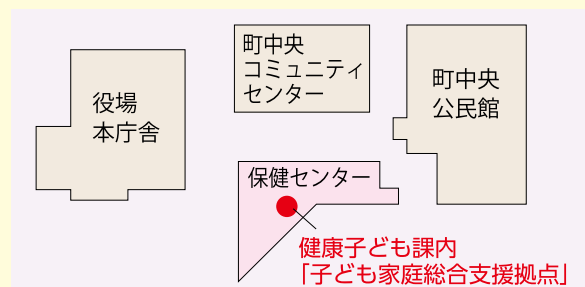 役場
本庁舎
町中央
コミュニティ
センター
町中央
公民館
保健センター
健康子ども課内
「子ども家庭総合支援拠点」